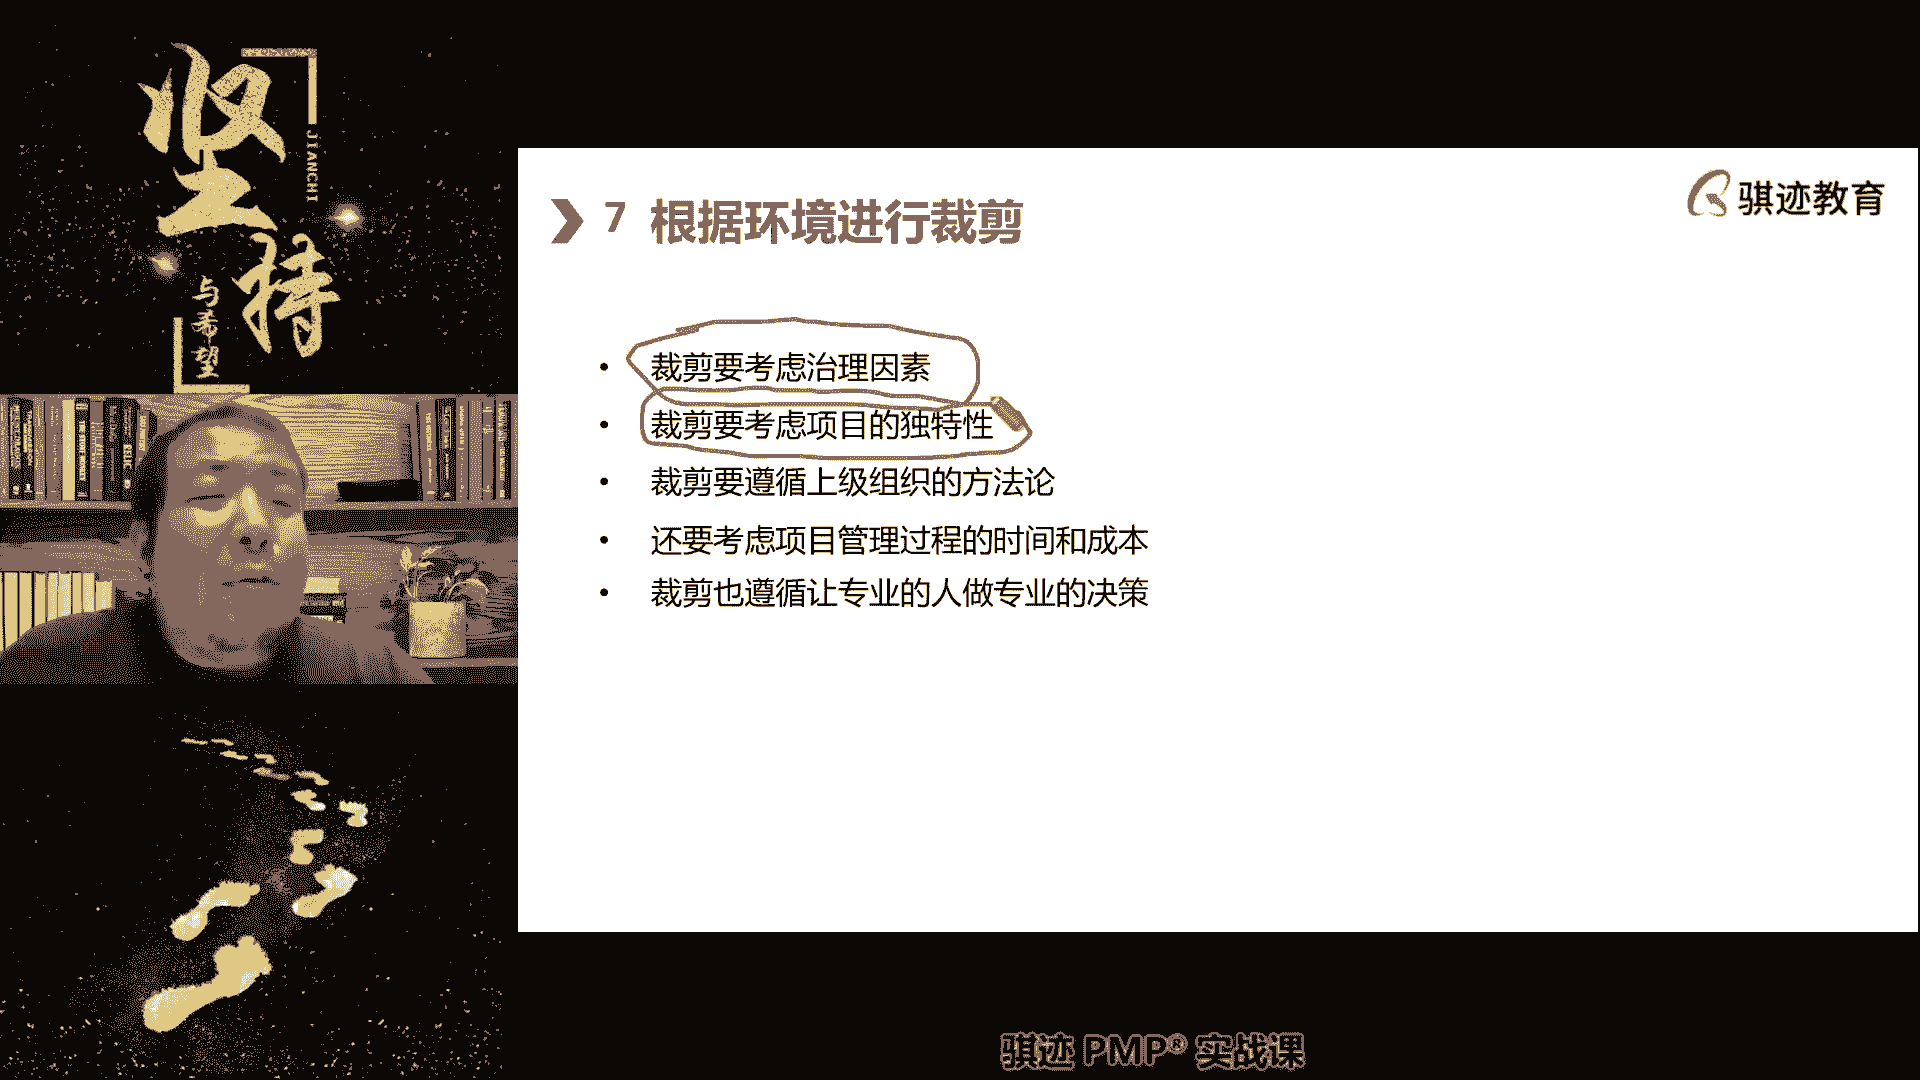 坚持
JIANCHI
与希望
骐迹教育
7 根据环境进行裁剪
• 裁剪要考虑治理因素
• 裁剪要考虑项目的独特性
• 裁剪要遵循上级组织的方法论
• 还要考虑项目管理过程的时间和成本
• 裁剪也遵循让专业的人做专业的决策
骐迹 PMP® 实战课